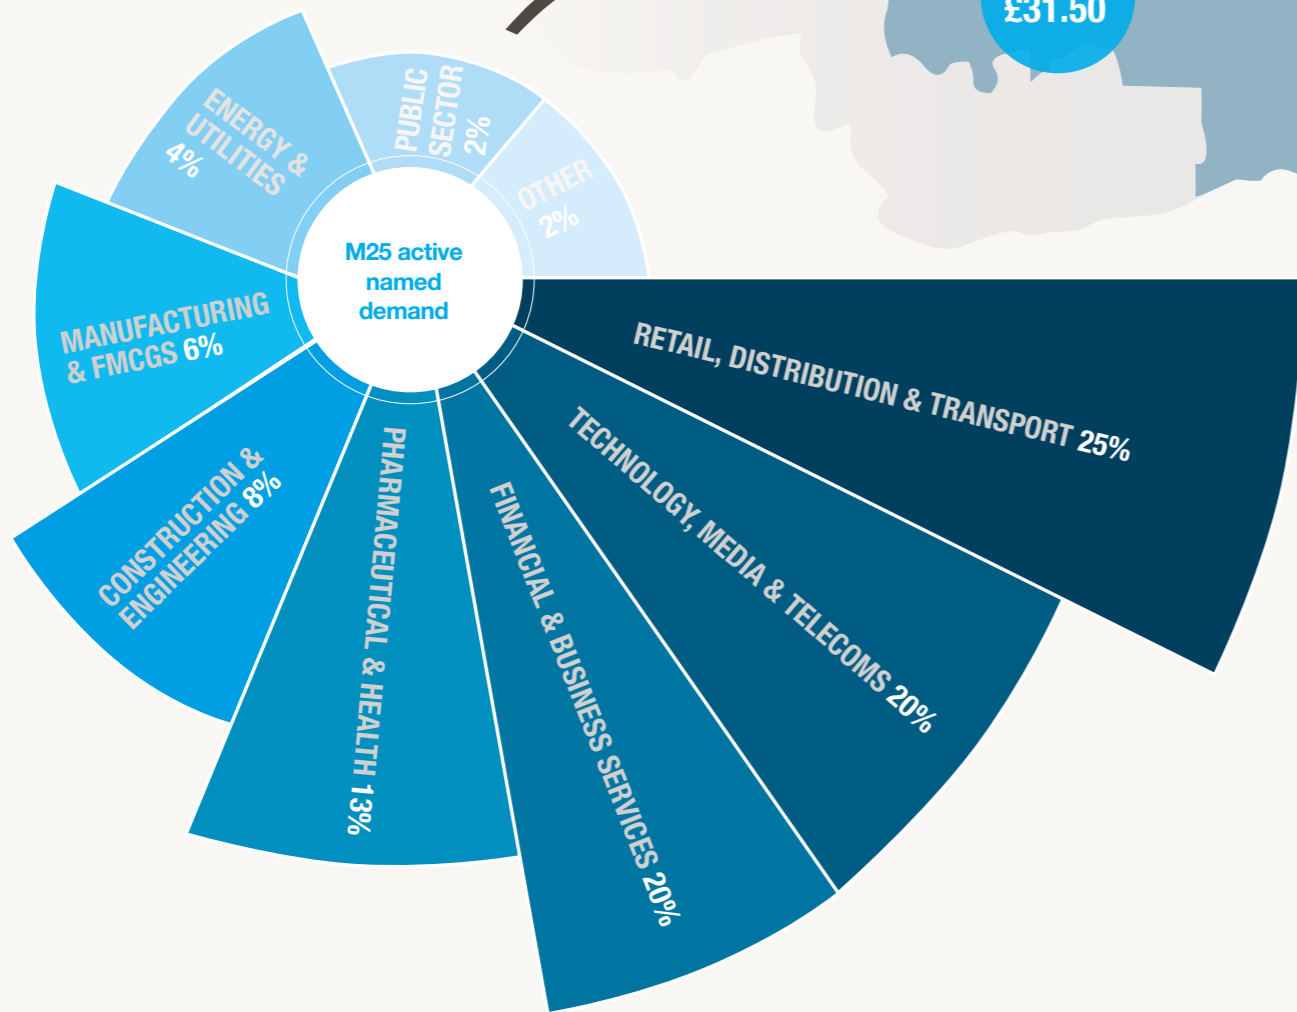 £31.50
PUBLIC
SECTOR
2%
ENERGY &
UTILITIES
4%
OTHER
2%
M25 active
named
demand
MANUFACTURING
& FMCGS 6%
RETAIL, DISTRIBUTION & TRANSPORT 25%
TECHNOLOGY, MEDIA & TELECOMS 20%
FINANCIAL & BUSINESS SERVICES 20%
PHARMACEUTICAL & HEALTH 13%
CONSTRUCTION &
ENGINEERING 8%